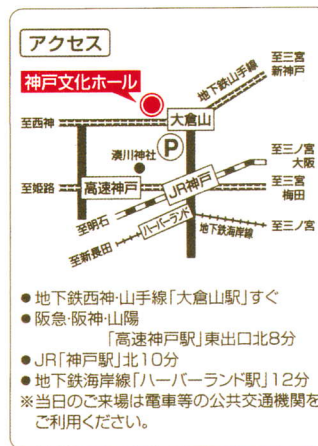 アクセス
神戸文化ホール
地下鉄山手線
至三宮
新神戸
至西神
大倉山
P
湊川神社
至三ノ宮
大阪
至姫路
高速神戸
JR神戸
至三宮
梅田
至明石
ハーバーランド
地下鉄海岸線
至三ノ宮
至新長田
●地下鉄西神・山手線「大倉山駅」すぐ
●阪急・阪神・山陽
「高速神戸駅」東出口北8分
●JR「神戸駅」北10分
●地下鉄海岸線「ハーバーランド駅」12分
※当日のご来場は電車等の公共交通機関を
ご利用ください。